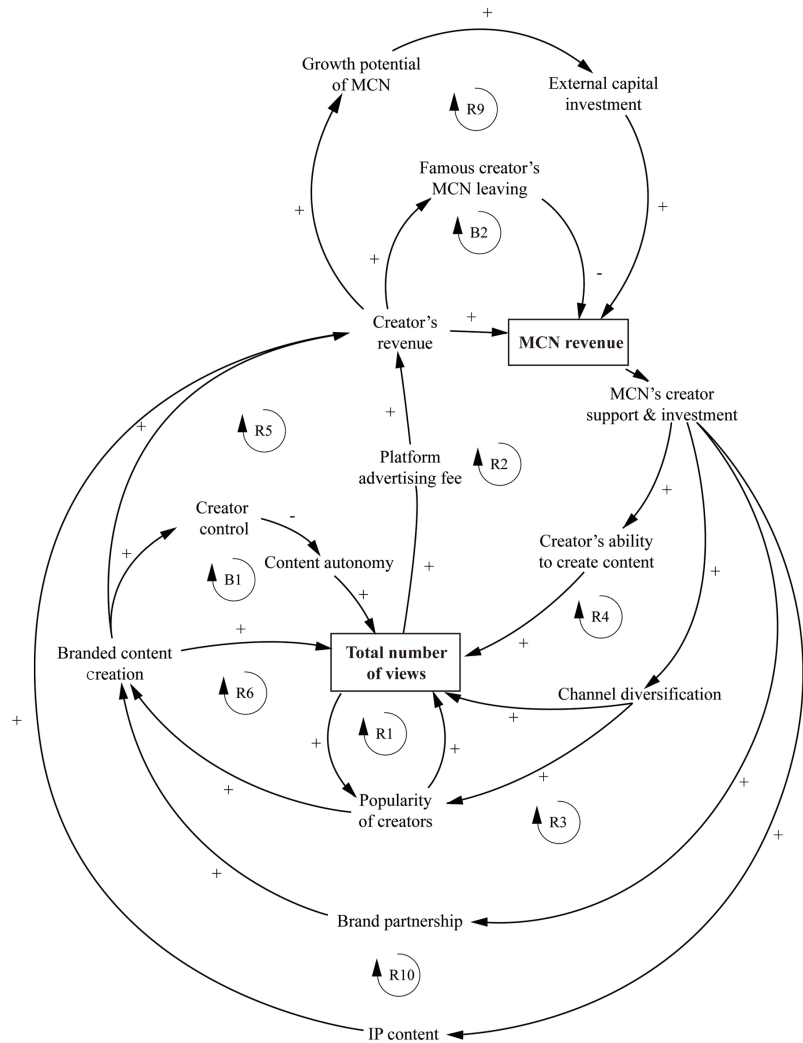 +
Growth potential
of MCN
External capital
investment
R9
Famous creator's
MCN leaving
+
+
B2
+
-
Creator's
revenue
+
MCN revenue
MCN's creator
support & investment
+
+
R5
Platform
advertising fee
R2
+
Creator
control
-
Creator's ability
to create content
+
Content autonomy
B1
+
+
+
R4
+
+
Branded content
creation
Total number
of views
R6
Channel diversification
+
+
R1
+
+
+
+
+
Popularity
of creators
R3
+
+
Brand partnership
R10
IP content